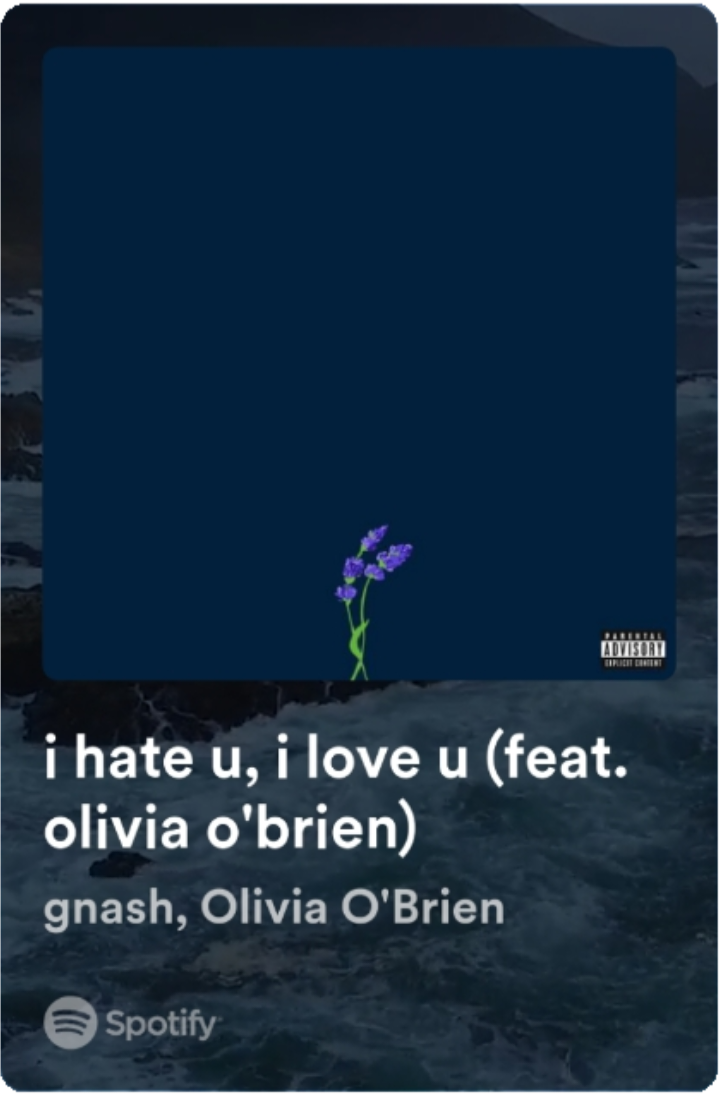 PARENTAL
ADVISORY
EXPLICIT CONTENT
i hate u, i love u (feat.
olivia o'brien)
gnash, Olivia O'Brien
Spotify